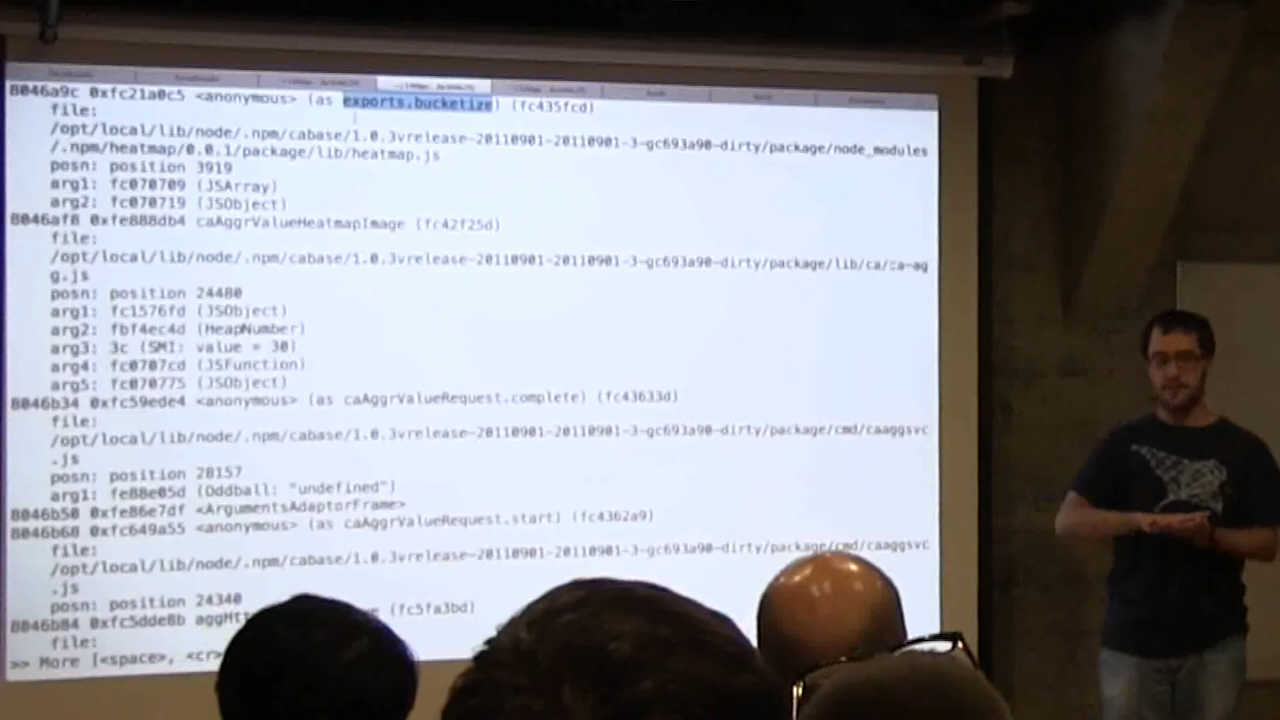 8046a9c 0xfc21a0c5 <anonymous> (as exports.bucketize) (fc435fcd)
file:
/opt/local/lib/node/.npm/cabase/1.0.3vrelease-20110901-20110901-3-gc693a90-dirty/package/node_modules
/.npm/heatmap/0.0.1/package/lib/heatmap.js
posn: position 3919
arg1: fc070709 (JSArray)
arg2: fc070719 (JSObject)
8046af8 0xfe888db4 caAggrValueHeatmapImage (fc42f25d)
file:
/opt/local/lib/node/.npm/cabase/1.0.3vrelease-20110901-20110901-3-gc693a90-dirty/package/lib/ca/ca-ag
g.js
posn: position 24480
arg1: fc1576fd (JSObject)
arg2: fbf4ec4d (HeapNumber)
arg3: 3c (SMI: value = 30)
arg4: fc0707cd (JSFunction)
arg5: fc070775 (JSObject)
8046b34 0xfc59ede4 <anonymous> (as caAggrValueRequest.complete) (fc43633d)
file:
/opt/local/lib/node/.npm/cabase/1.0.3vrelease-20110901-20110901-3-gc693a90-dirty/package/cmd/caaggsvc
.js
posn: position 28157
arg1: fe88e05d (Oddball: "undefined")
8046b50 0xfe86e7df <ArgumentsAdaptorFrame>
8046b68 0xfc649a55 <anonymous> (as caAggrValueRequest.start) (fc4362a9)
file:
/opt/local/lib/node/.npm/cabase/1.0.3vrelease-20110901-20110901-3-gc693a90-dirty/package/cmd/caaggsvc
.js
posn: position 24340
8046b84 0xfc5dde8b aggHtt (fc5fa3bd)
file:
>> More [<space>, <cr>